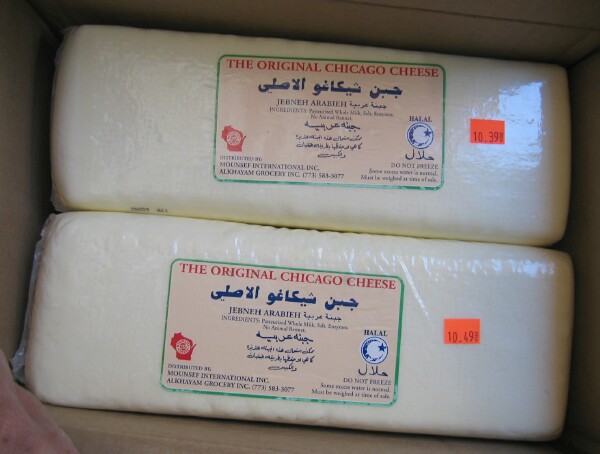 THE ORIGINAL CHICAGO CHEESE
جبن شيكاغو الاصلي
JEBNEH ARABIEH جبنة عربية
INGREDIENTS: Pasteurized Whole Milk, Salt, Enzymes.
No Animal Rennet.
جبنه عربيه
HALAL
حلال
DISTRIBUTED BY:
MOUNSEF INTERNATIONAL INC.
ALKHAYAM GROCERY INC. (773) 583-3077
DO NOT FREEZE
Some excess water is normal.
Must be weighed at time of sale.
10.39
THE ORIGINAL CHICAGO CHEESE
جبن شيكاغو الاصلي
JEBNEH ARABIEH جبنة عربية
INGREDIENTS: Pasteurized Whole Milk, Salt, Enzymes.
No Animal Rennet.
جبنه عربيه
HALAL
حلال
DISTRIBUTED BY:
MOUNSEF INTERNATIONAL INC.
ALKHAYAM GROCERY INC. (773) 583-3077
DO NOT FREEZE
Some excess water is normal.
Must be weighed at time of sale.
10.49